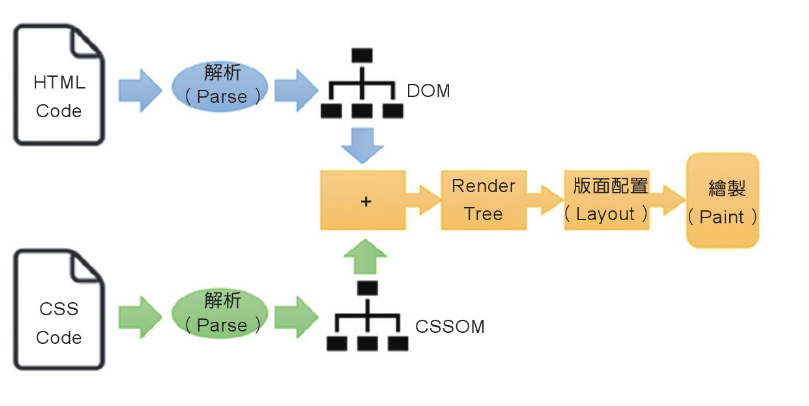 HTML
Code
解析
（Parse）
DOM
+
Render
Tree
版面配置
（Layout）
繪製
（Paint）
CSS
Code
解析
（Parse）
CSSOM